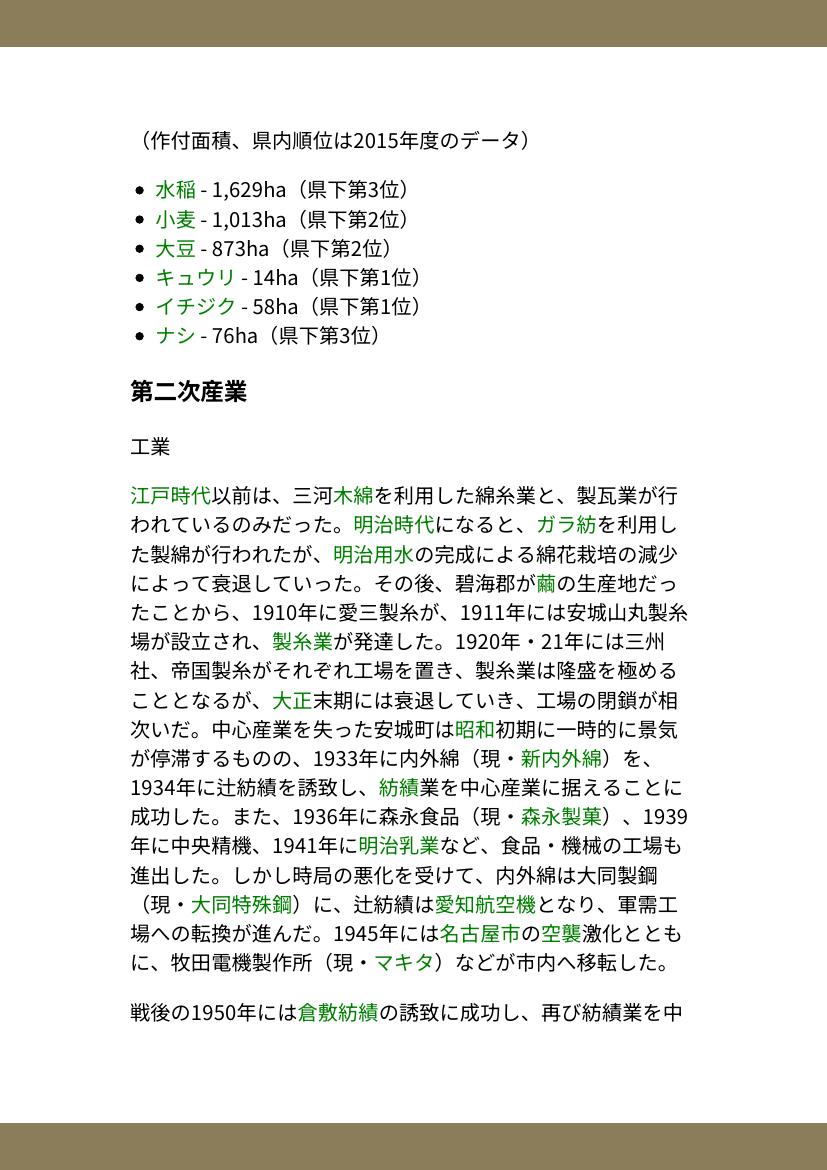 （作付面積、県内順位は2015年度のデータ）
● 水稲 - 1,629ha（県下第3位）
● 小麦 - 1,013ha（県下第2位）
● 大豆 - 873ha（県下第2位）
● キュウリ - 14ha（県下第1位）
● イチジク - 58ha（県下第1位）
● ナシ - 76ha（県下第3位）
第二次産業
工業
江戸時代以前は、三河木綿を利用した綿糸業と、製瓦業が行
われているのみだった。明治時代になると、ガラ紡を利用し
た製綿が行われたが、明治用水の完成による綿花栽培の減少
によって衰退していった。その後、碧海郡が繭の生産地だっ
たことから、1910年に愛三製糸が、1911年には安城山丸製糸
場が設立され、製糸業が発達した。1920年・21年には三州
社、帝国製糸がそれぞれ工場を置き、製糸業は隆盛を極める
こととなるが、大正末期には衰退していき、工場の閉鎖が相
次いだ。中心産業を失った安城町は昭和初期に一時的に景気
が停滞するものの、1933年に内外綿（現・新内外綿）を、
1934年に辻紡績を誘致し、紡績業を中心産業に据えることに
成功した。また、1936年に森永食品（現・森永製菓）、1939
年に中央精機、1941年に明治乳業など、食品・機械の工場も
進出した。しかし時局の悪化を受けて、内外綿は大同製鋼
（現・大同特殊鋼）に、辻紡績は愛知航空機となり、軍需工
場への転換が進んだ。1945年には名古屋市の空襲激化ととも
に、牧田電機製作所（現・マキタ）などが市内へ移転した。
戦後の1950年には倉敷紡績の誘致に成功し、再び紡績業を中